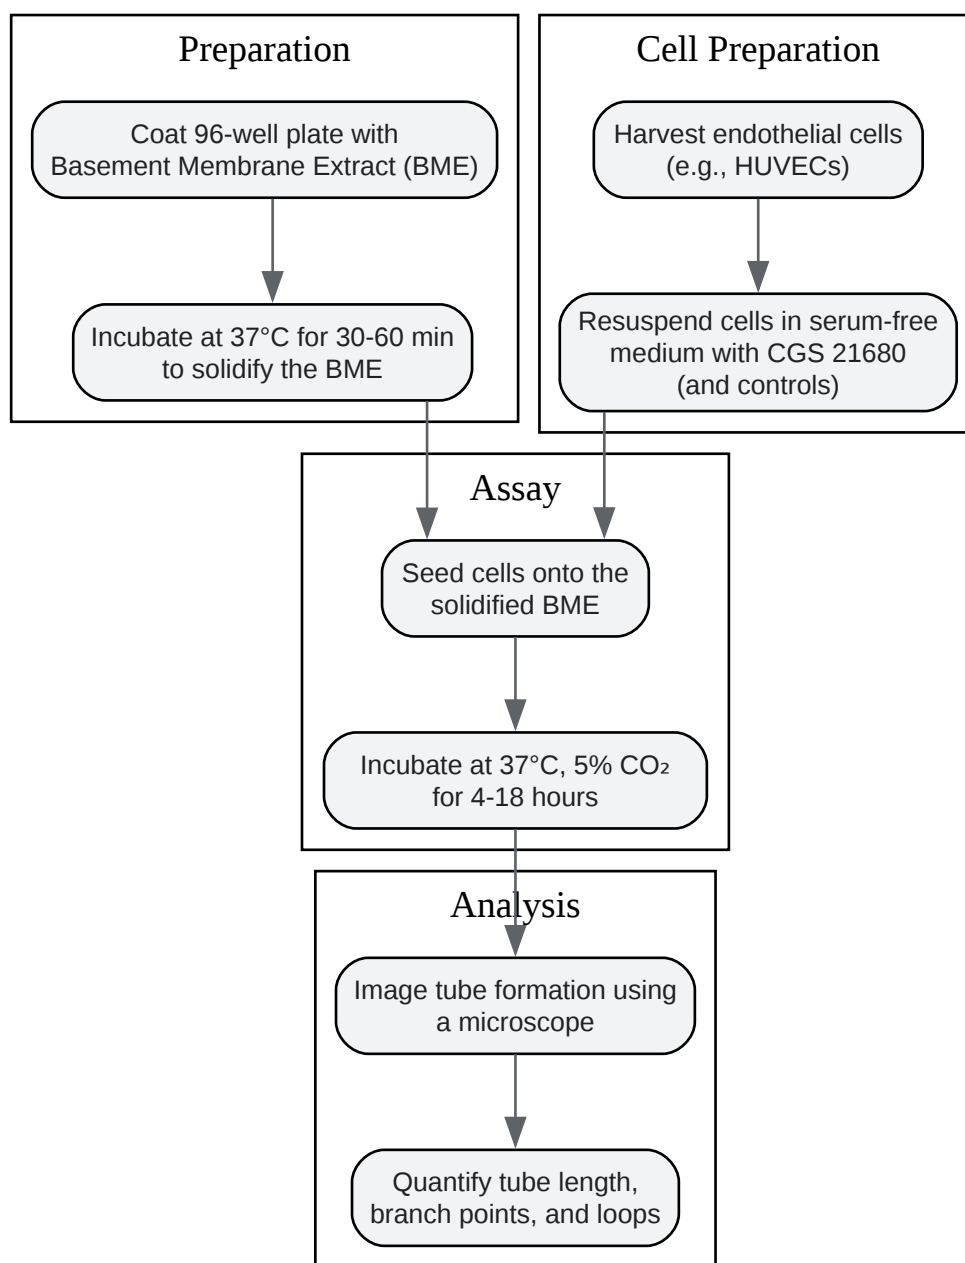 Preparation
Coat 96-well plate with
Basement Membrane Extract (BME)
Incubate at 37°C for 30-60 min
to solidify the BME
Cell Preparation
Harvest endothelial cells
(e.g., HUVECs)
Resuspend cells in serum-free
medium with CGS 21680
(and controls)
Assay
Seed cells onto the
solidified BME
Incubate at 37°C, 5% CO₂
for 4-18 hours
Analysis
Image tube formation using
a microscope
Quantify tube length,
branch points, and loops